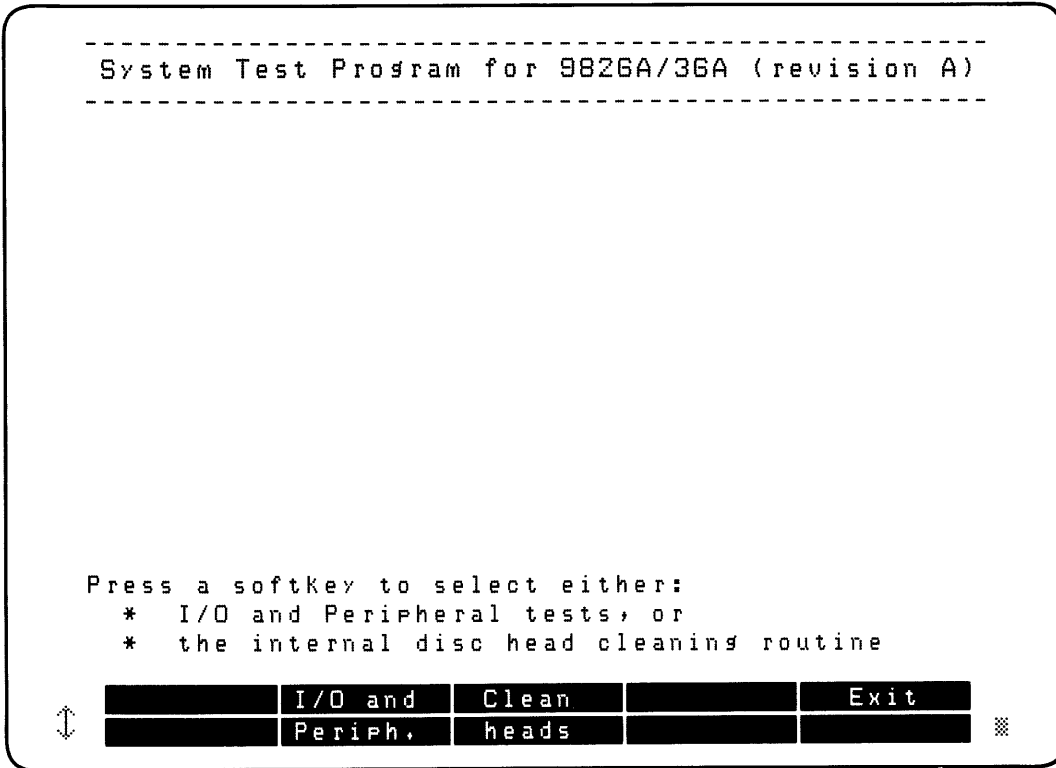 --------------------------------------------------
System Test Program for 9826A/36A (revision A)
--------------------------------------------------
Press a softkey to select either:
* I/O and Peripheral tests, or
* the internal disc head cleaning routine
I/O and Clean Exit
Periph. heads